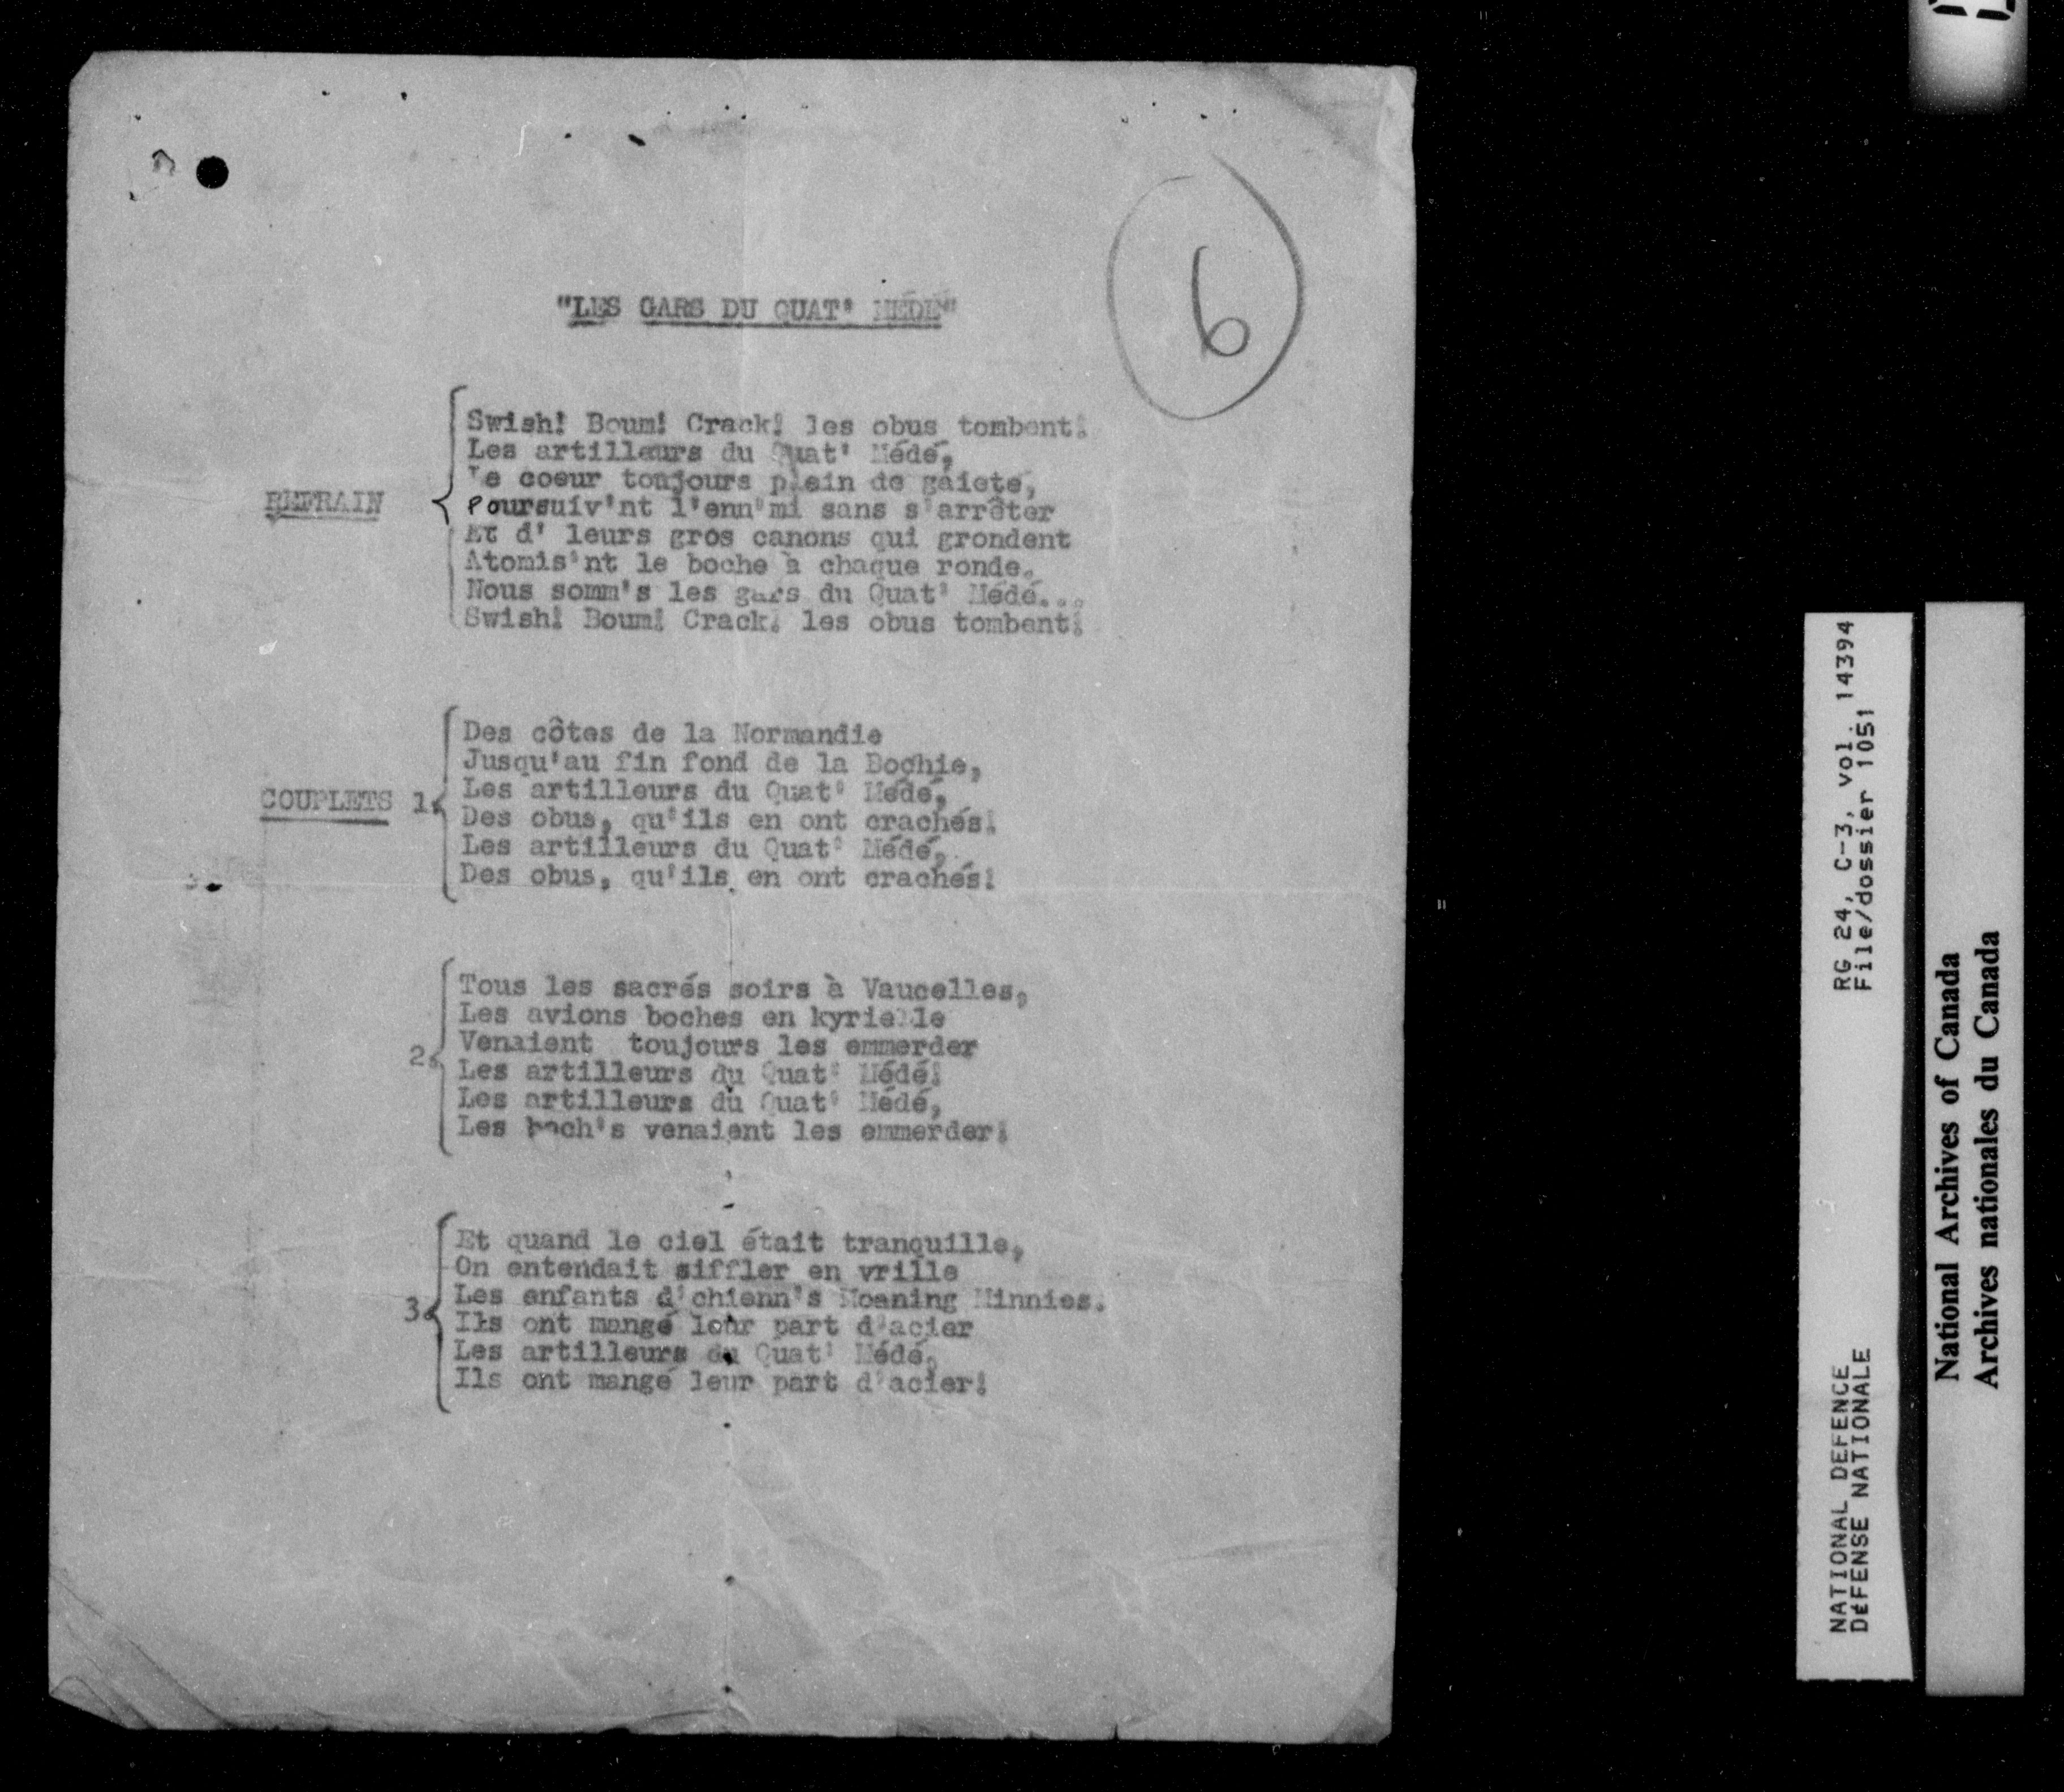 6
"LES GARS DU QUAT' MÉDÉ"
REFRAIN
Swish! Boum! Crack! les obus tombent!
Les artilleurs du Quat' Médé,
Le coeur toujours plein de gaieté,
Poursuiv'nt l'enn'mi sans s'arrêter
Et d' leurs gros canons qui grondent
Atomis'nt le boche à chaque ronde.
Nous somm's les gars du Quat' Médé...
Swish! Boum! Crack! les obus tombent!
COUPLETS 1.
Des côtes de la Normandie
Jusqu'au fin fond de la Bochie,
Les artilleurs du Quat' Médé,
Des obus, qu'ils en ont crachés!
Les artilleurs du Quat' Médé,
Des obus, qu'ils en ont crachés!
2.
Tous les sacrés soirs à Vaucelles,
Les avions boches en kyrielle
Venaient toujours les emmerder
Les artilleurs du Quat' Médé!
Les artilleurs du Quat' Médé,
Les boch's venaient les emmerder!
3.
Et quand le ciel était tranquille,
On entendait siffler en vrille
Les enfants d'chienn's Moaning Minnies.
Ils ont mangé leur part d'acier
Les artilleurs du Quat' Médé,
Ils ont mangé leur part d'acier!
NATIONAL DEFENCE RG 24, C-3, vol. 14394
DÉFENSE NATIONALE File/dossier 1051
National Archives of Canada
Archives nationales du Canada